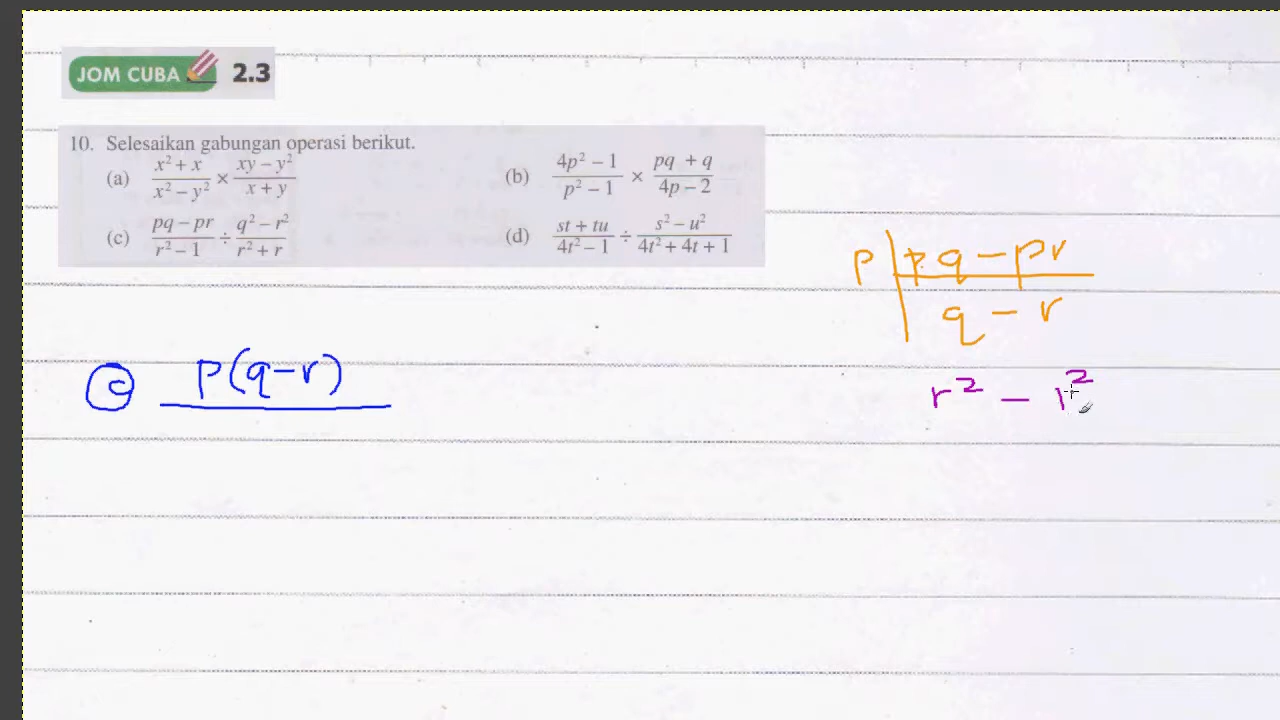 JOM CUBA 2.3
10. Selesaikan gabungan operasi berikut.
(a) (x² + x)/(x² – y²) × (xy – y²)/(x + y)
(b) (4p² – 1)/(p² – 1) × (pq + q)/(4p – 2)
(c) (pq – pr)/(r² – 1) ÷ (q² – r²)/(r² + r)
(d) (st + tu)/(4t² – 1) ÷ (s² – u²)/(4t² + 4t + 1)
p | pq – pr
q – r
c p(q–r)
r² – 1²